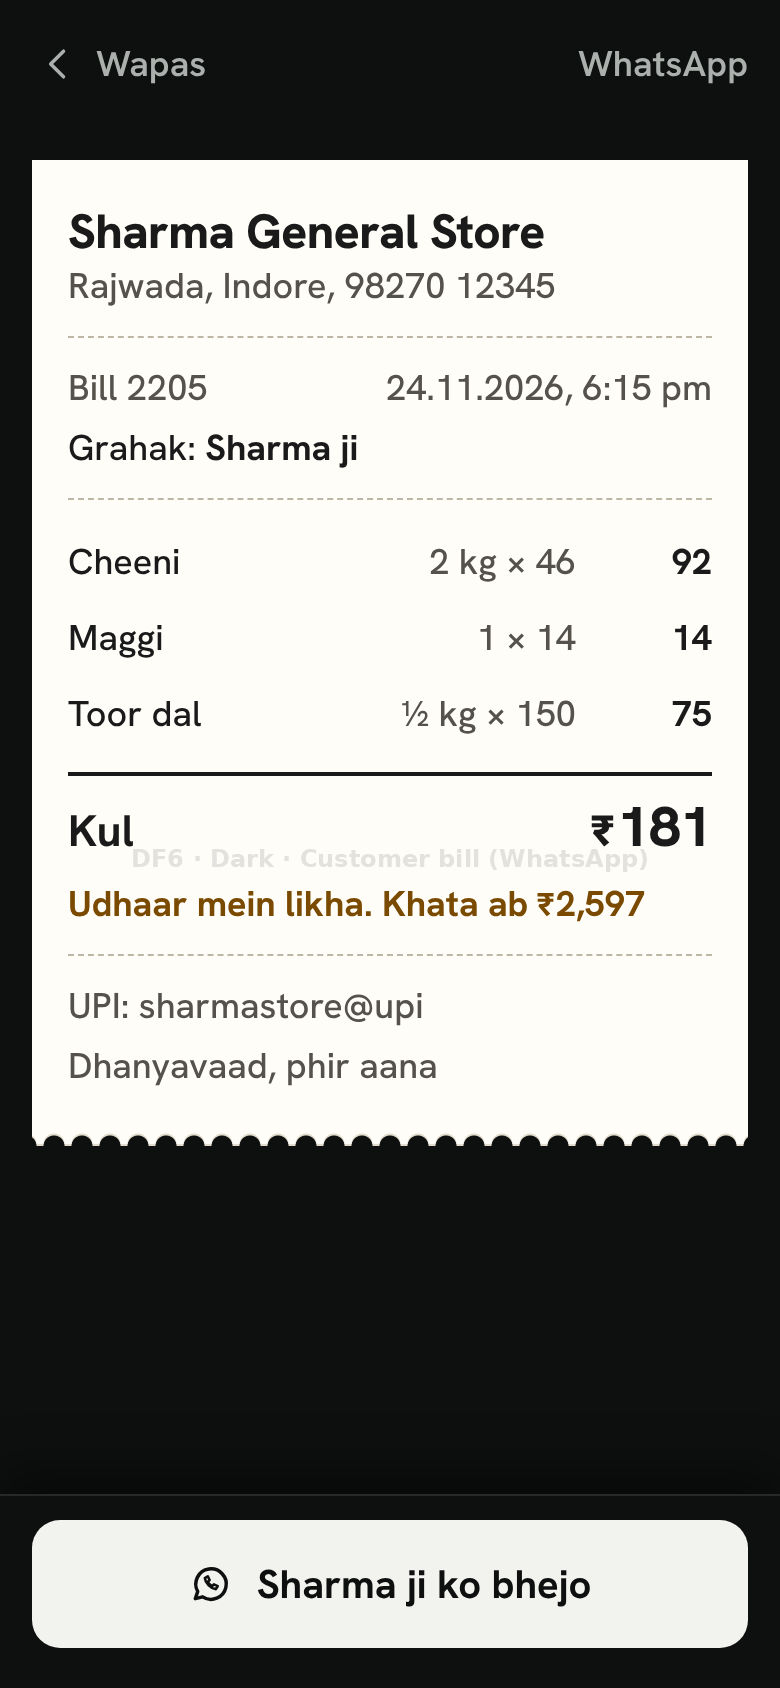 Wapas WhatsApp
Sharma General Store
Rajwada, Indore, 98270 12345
Bill 2205 24.11.2026, 6:15 pm
Grahak: Sharma ji
Cheeni 2 kg × 46 92
Maggi 1 × 14 14
Toor dal ½ kg × 150 75
Kul ₹181
DF6 · Dark · Customer bill (WhatsApp)
Udhaar mein likha. Khata ab ₹2,597
UPI: sharmastore@upi
Dhanyavaad, phir aana
Sharma ji ko bhejo